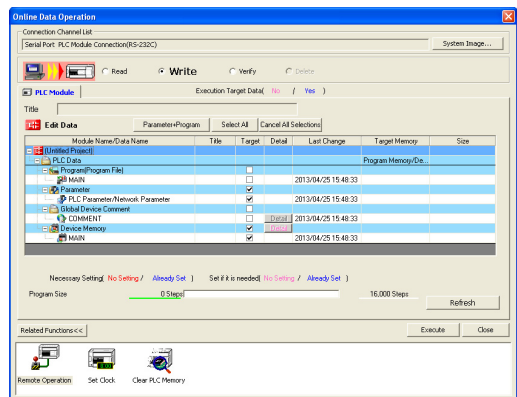 Online Data Operation
Connection Channel List
Serial Port PLC Module Connection(RS-232C)
System Image...
Read Write Verify Delete
PLC Module Execution Target Data( No / Yes )
Title
Edit Data Parameter+Program Select All Cancel All Selections
Module Name/Data Name Title Target Detail Last Change Target Memory Size
(Untitled Project)
PLC Data Program Memory/De...
Program(Program File)
MAIN 2013/04/25 15:48:33
Parameter
PLC Parameter/Network Parameter 2013/04/25 15:48:33
Global Device Comment
COMMENT Detail 2013/04/25 15:48:33
Device Memory Detail
MAIN 2013/04/25 15:48:33
Necessary Setting( No Setting / Already Set ) Set if it is needed( No Setting / Already Set )
Program Size 0 Steps 16,000 Steps
Refresh
Related Functions<< Execute Close
Remote Operation Set Clock Clear PLC Memory